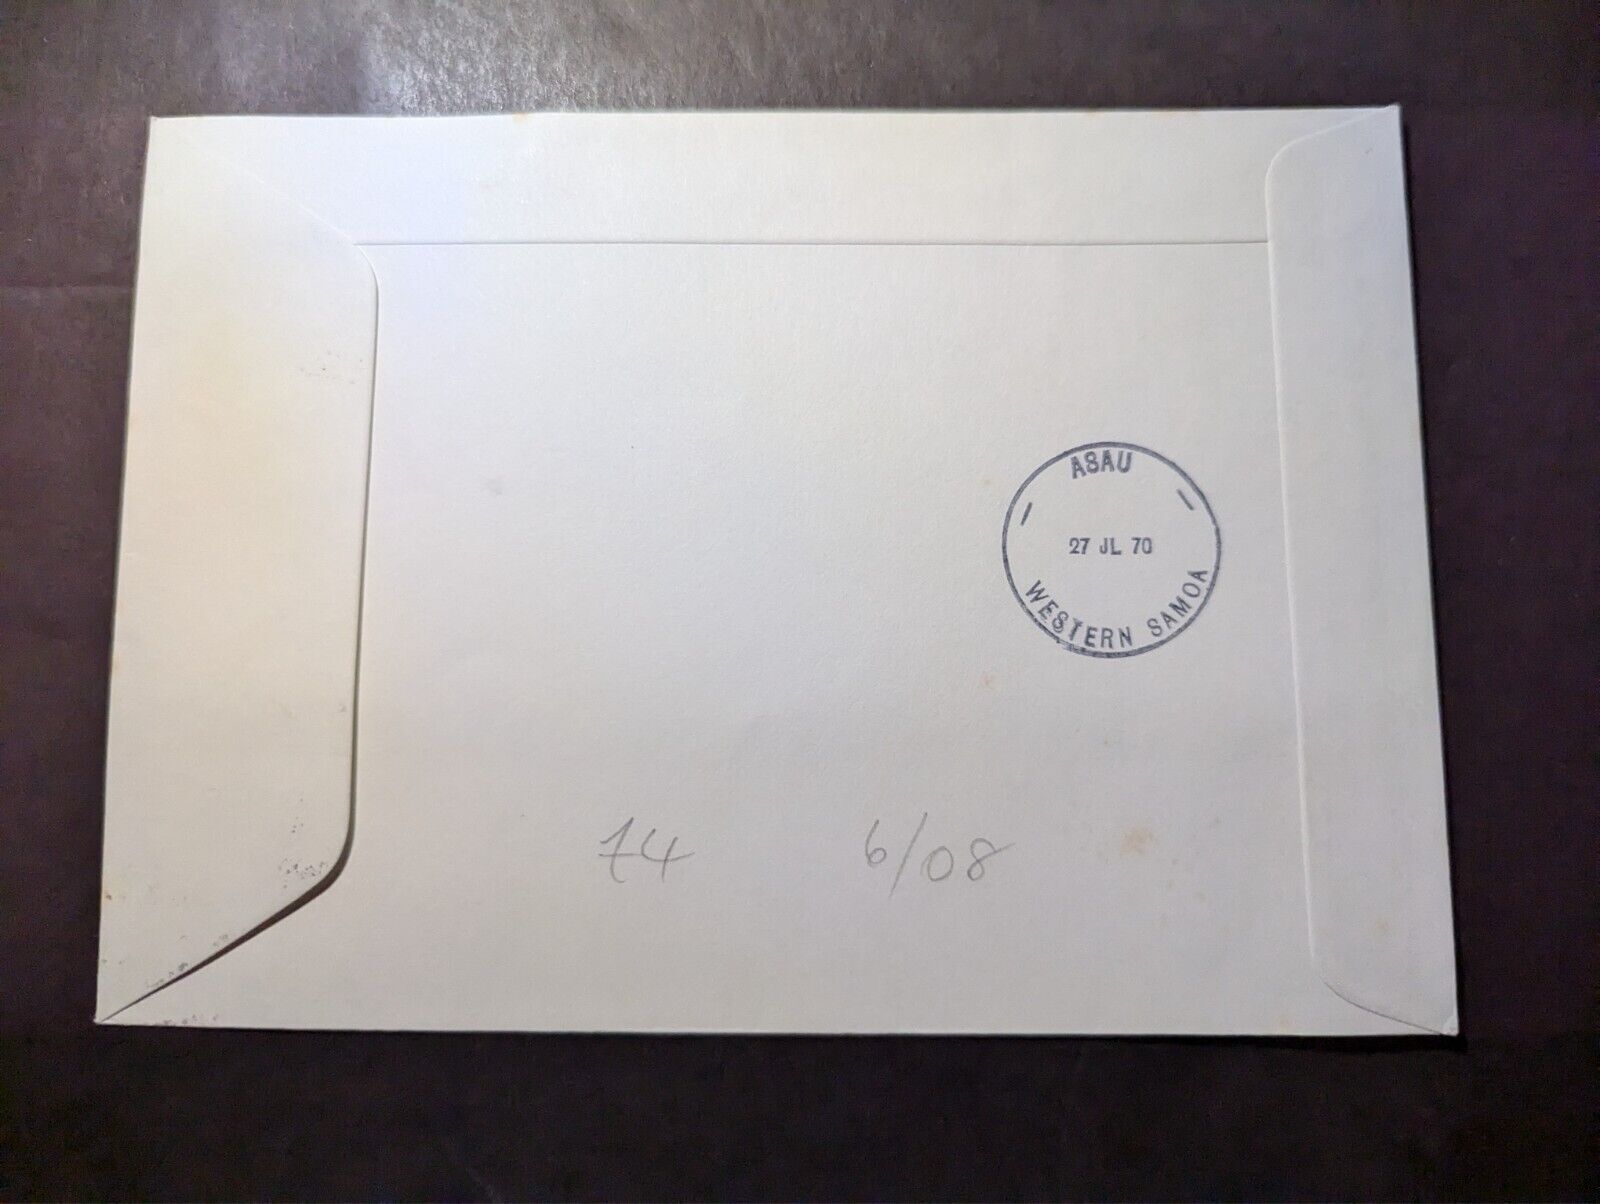 ASAU
27 JL 70
WESTERN SAMOA
74 6/08